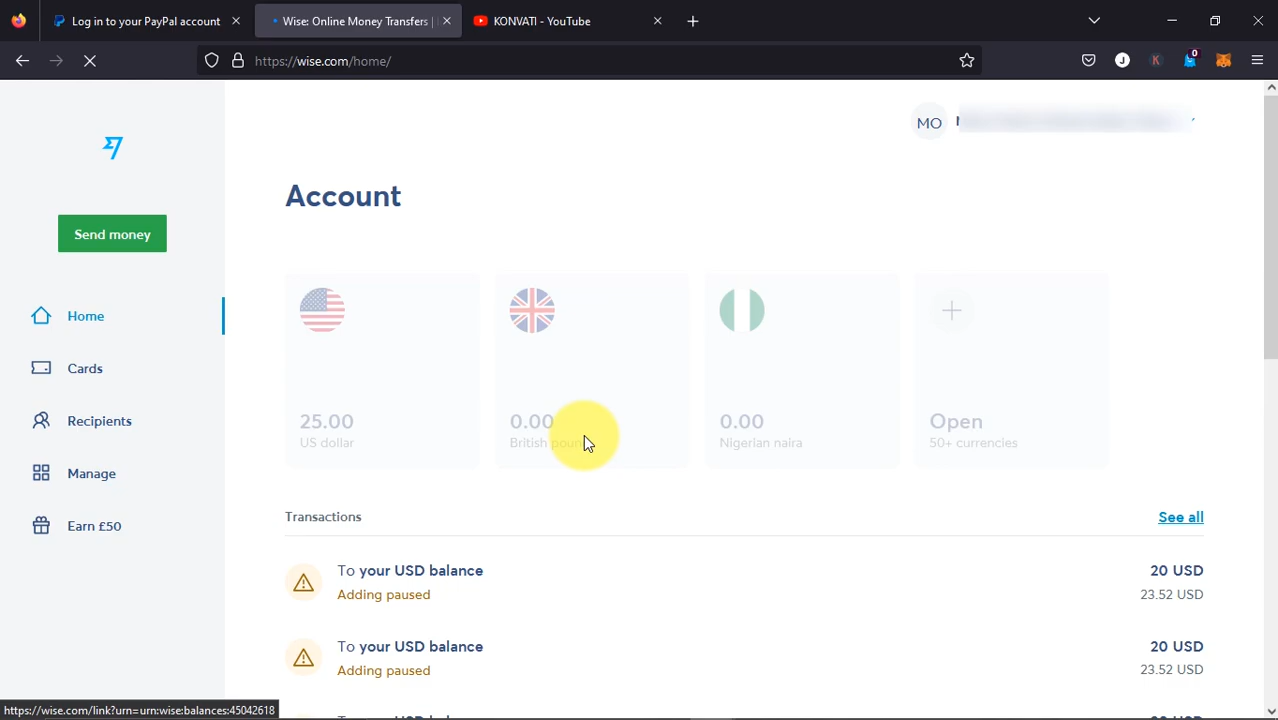 Log in to your PayPal account
Wise: Online Money Transfers |
KONVATI - YouTube
https://wise.com/home/
J
K
0
MO
Send money
Account
Home
Cards
Recipients
Manage
Earn £50
25.00
US dollar
0.00
British pound
0.00
Nigerian naira
Open
50+ currencies
Transactions
See all
To your USD balance
20 USD
Adding paused
23.52 USD
To your USD balance
20 USD
Adding paused
23.52 USD
https://wise.com/link?urn=urn:wise:balances:45042618